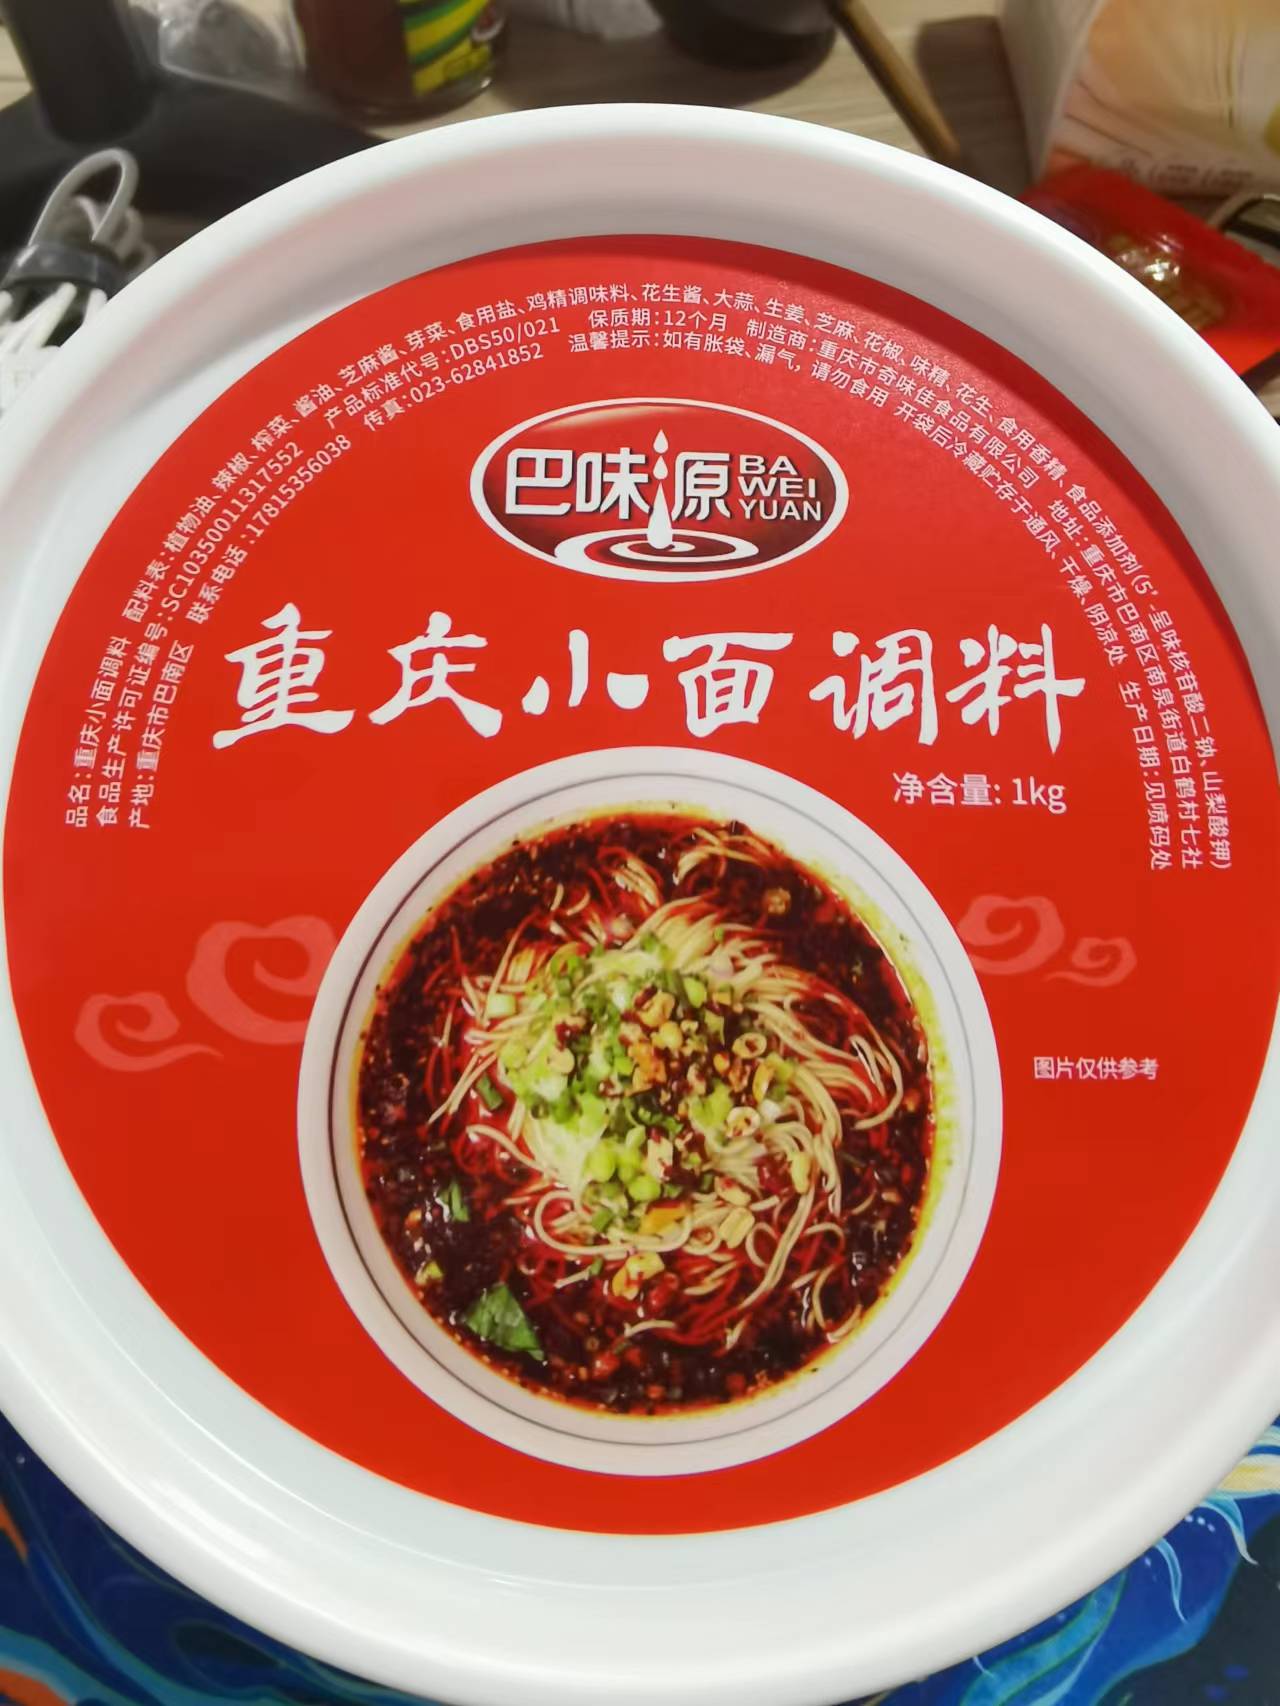 品名:重庆小面调料 配料表:植物油、辣椒、榨菜、酱油、芝麻酱、芽菜、食用盐、鸡精调味料、花生酱、大蒜、生姜、芝麻、花椒、味精、花生、食用香精、食品添加剂(5'-呈味核苷酸二钠、山梨酸钾)
食品生产许可证编号:SC10350011317552 产品标准代号:DBS50/021 保质期:12个月 制造商:重庆市奇味佳食品有限公司 地址:重庆市巴南区南泉街道白鹤村七社
产地:重庆市巴南区 联系电话:17815356038 传真:023-62841852 温馨提示:如有胀袋、漏气,请勿食用 开袋后冷藏贮存于通风、干燥、阴凉处 生产日期:见喷码处
巴味源
BA
WEI
YUAN
重庆小面调料
净含量: 1kg
图片仅供参考